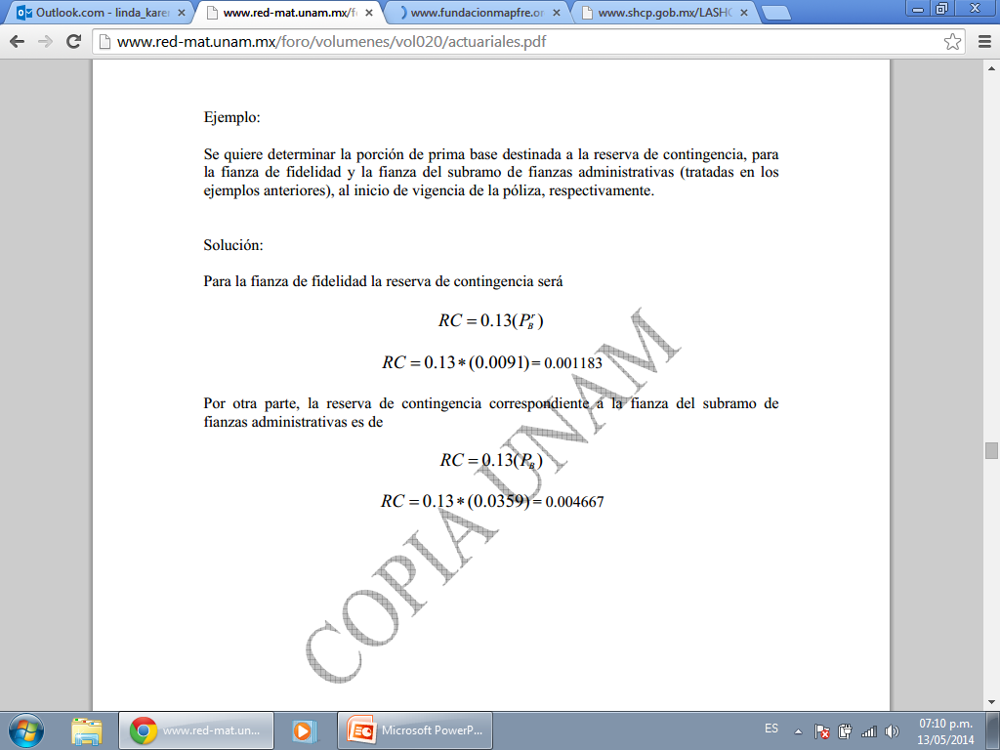 Outlook.com - linda_karen
www.red-mat.unam.mx/f
www.fundacionmapfre.or
www.shcp.gob.mx/LASHC
www.red-mat.unam.mx/foro/volumenes/vol020/actuariales.pdf
Ejemplo:
Se quiere determinar la porción de prima base destinada a la reserva de contingencia, para
la fianza de fidelidad y la fianza del subramo de fianzas administrativas (tratadas en los
ejemplos anteriores), al inicio de vigencia de la póliza, respectivamente.
Solución:
Para la fianza de fidelidad la reserva de contingencia será
RC = 0.13(P_B^r)
RC = 0.13 * (0.0091) = 0.001183
Por otra parte, la reserva de contingencia correspondiente a la fianza del subramo de
fianzas administrativas es de
RC = 0.13(P_B)
RC = 0.13 * (0.0359) = 0.004667
COPIA UNAM
www.red-mat.un...
Microsoft PowerP...
ES
07:10 p.m.
13/05/2014